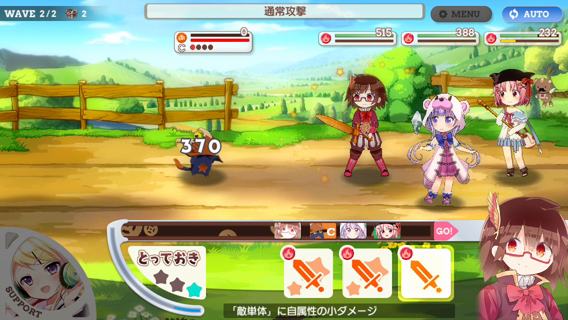 WAVE 2/2 2
通常攻撃
MENU
AUTO
0
C
515
388
232
370
C
GO!
とっておき
SUPPORT
「敵単体」に自属性の小ダメージ